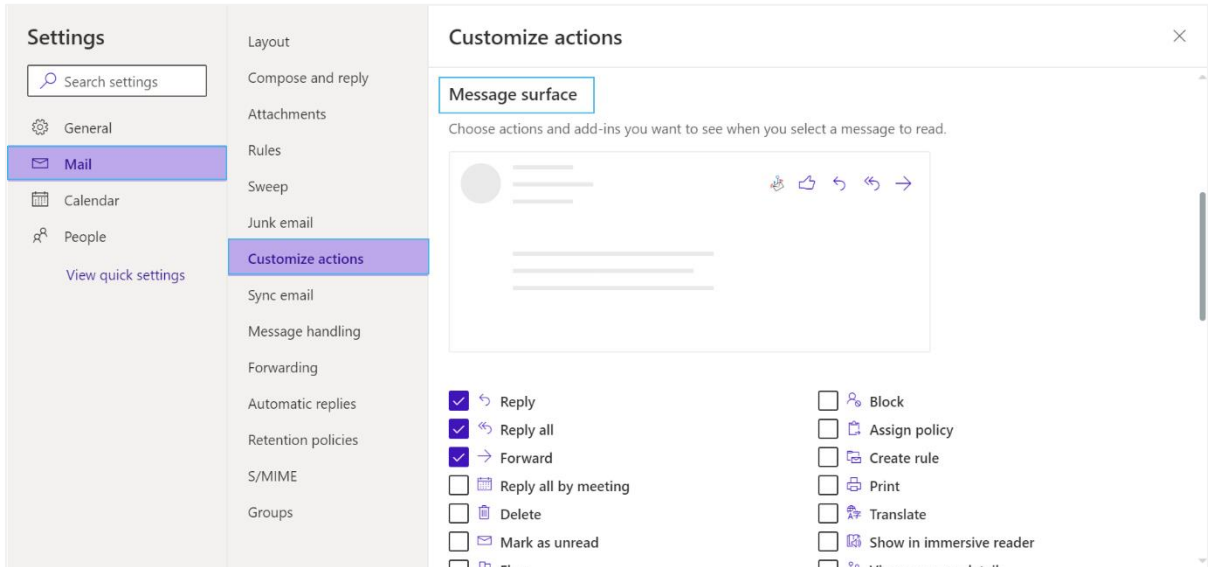 Settings
Search settings
General
Mail
Calendar
People
View quick settings
Layout
Compose and reply
Attachments
Rules
Sweep
Junk email
Customize actions
Sync email
Message handling
Forwarding
Automatic replies
Retention policies
S/MIME
Groups
Customize actions
Message surface
Choose actions and add-ins you want to see when you select a message to read.
Reply
Reply all
Forward
Reply all by meeting
Delete
Mark as unread
Block
Assign policy
Create rule
Print
Translate
Show in immersive reader